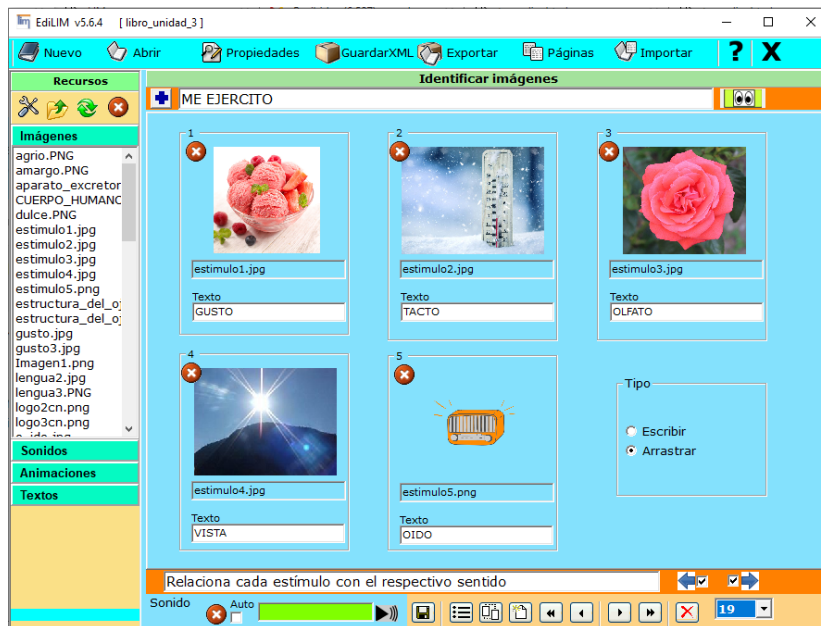 EdiLIM v5.6.4 [ libro_unidad_3 ]
Nuevo Abrir Propiedades GuardarXML Exportar Páginas Importar ? X
Recursos
Identificar imágenes
ME EJERCITO
Imágenes
agrio.PNG
amargo.PNG
aparato_excretor
CUERPO_HUMANO
dulce.PNG
estimulo1.jpg
estimulo2.jpg
estimulo3.jpg
estimulo4.jpg
estimulo5.png
estructura_del_oj
estructura_del_oj
gusto.jpg
gusto3.jpg
Imagen1.png
lengua2.jpg
lengua3.PNG
logo2cn.png
logo3cn.png
Sonidos
Animaciones
Textos
1
estimulo1.jpg
Texto
GUSTO
2
estimulo2.jpg
Texto
TACTO
3
estimulo3.jpg
Texto
OLFATO
4
estimulo4.jpg
Texto
VISTA
5
estimulo5.png
Texto
OIDO
Tipo
Escribir
Arrastrar
Relaciona cada estímulo con el respectivo sentido
Sonido Auto 19